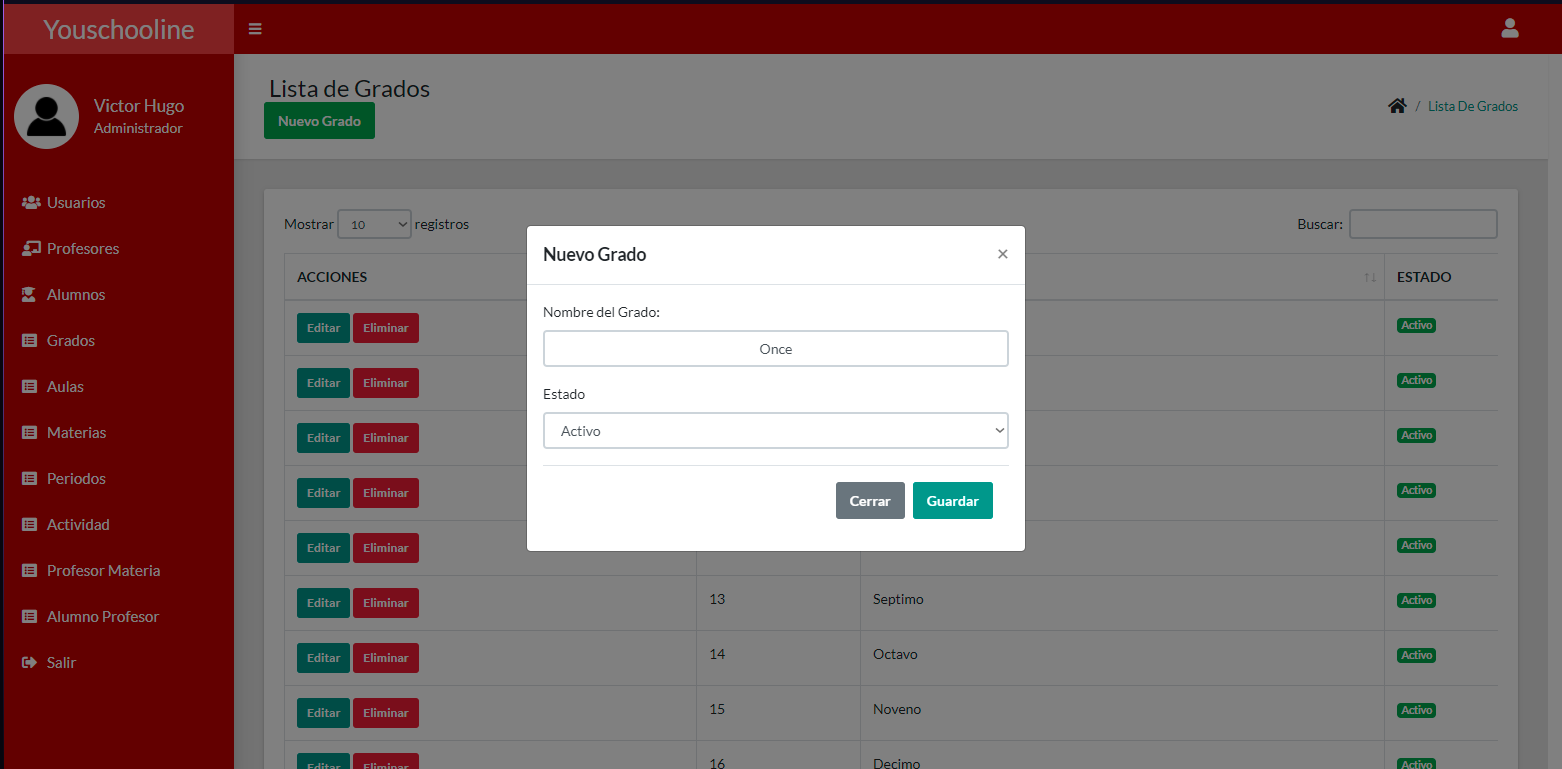 Youschooline
Victor Hugo
Administrador
Usuarios
Profesores
Alumnos
Grados
Aulas
Materias
Periodos
Actividad
Profesor Materia
Alumno Profesor
Salir
Lista de Grados
Nuevo Grado
/ Lista De Grados
Mostrar 10 registros
Buscar:
ACCIONES ESTADO
Editar Eliminar Activo
Editar Eliminar Activo
Editar Eliminar Activo
Editar Eliminar Activo
Editar Eliminar Activo
Editar Eliminar 13 Septimo Activo
Editar Eliminar 14 Octavo Activo
Editar Eliminar 15 Noveno Activo
Editar Eliminar 16 Decimo Activo
Nuevo Grado ×
Nombre del Grado:
Once
Estado
Activo
Cerrar Guardar